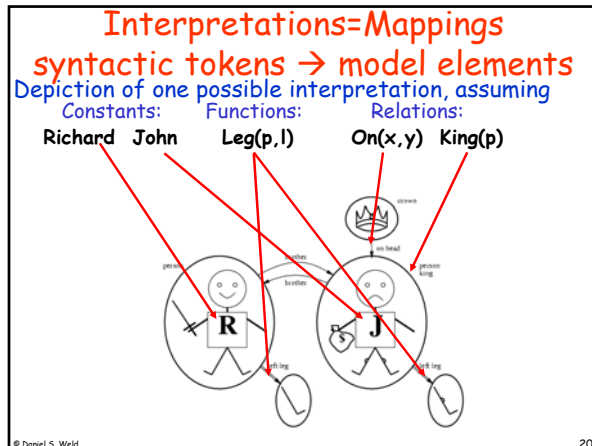 Interpretations=Mappings
syntactic tokens → model elements
Depiction of one possible interpretation, assuming
Constants: Functions: Relations:
Richard John Leg(p,l) On(x,y) King(p)
crown
on head
person
brother
brother
person
king
R
J
$
left leg
left leg
© Daniel S. Weld
20